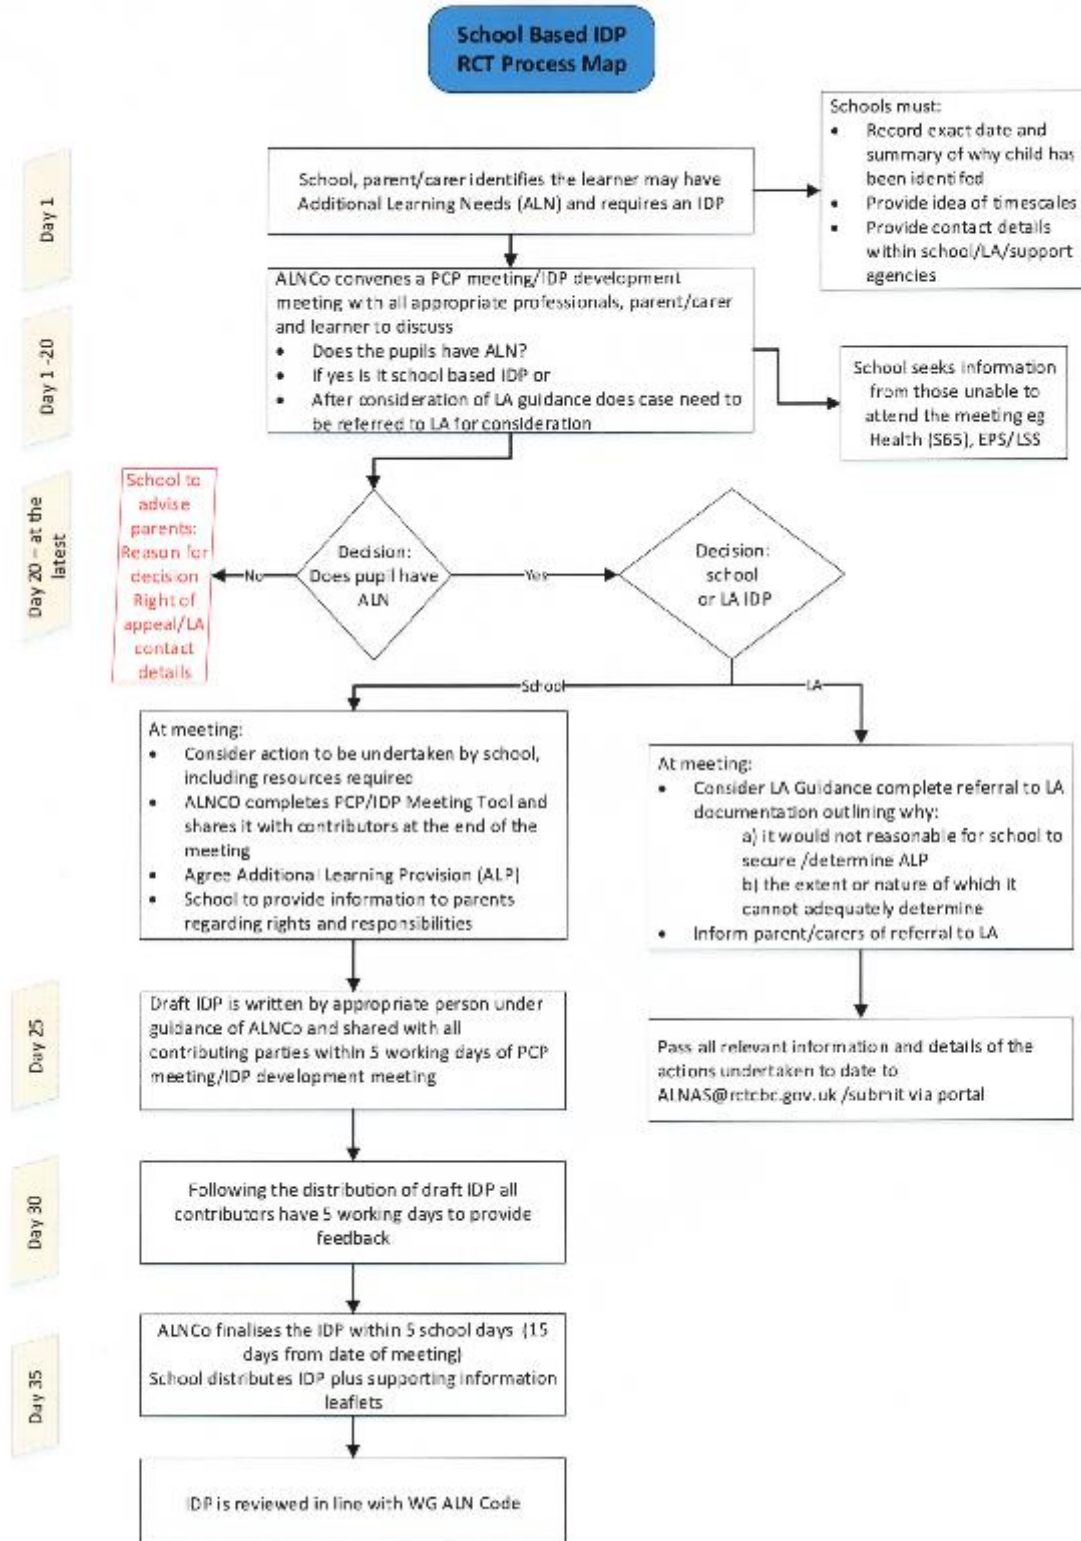 School Based IDP
RCT Process Map
Schools must:
• Record exact date and
summary of why child has
been identifed
• Provide idea of timescales
• Provide contact details
within school/LA/support
agencies
Day 1
School, parent/carer identifies the learner may have
Additional Learning Needs (ALN) and requires an IDP
Day 1 -20
ALNCo convenes a PCP meeting/IDP development
meeting with all appropriate professionals, parent/carer
and learner to discuss
• Does the pupils have ALN?
• If yes is it school based IDP or
• After consideration of LA guidance does case need to
be referred to LA for consideration
School seeks information
from those unable to
attend the meeting eg
Health (S65), EPS/LSS
Day 20 – at the
latest
School to
advise
parents:
Reason for
decision
Right of
appeal/LA
contact
details
No
Decision:
Does pupil have
ALN
Yes
Decision:
school
or LA IDP
School
LA
At meeting:
• Consider action to be undertaken by school,
including resources required
• ALNCO completes PCP/IDP Meeting Tool and
shares it with contributors at the end of the
meeting
• Agree Additional Learning Provision (ALP)
• School to provide information to parents
regarding rights and responsibilities
At meeting:
• Consider LA Guidance complete referral to LA
documentation outlining why:
a) it would not reasonable for school to
secure /determine ALP
b) the extent or nature of which it
cannot adequately determine
• Inform parent/carers of referral to LA
Day 25
Draft IDP is written by appropriate person under
guidance of ALNCo and shared with all
contributing parties within 5 working days of PCP
meeting/IDP development meeting
Pass all relevant information and details of the
actions undertaken to date to
ALNAS@rctcbc.gov.uk /submit via portal
Day 30
Following the distribution of draft IDP all
contributors have 5 working days to provide
feedback
Day 35
ALNCo finalises the IDP within 5 school days (15
days from date of meeting)
School distributes IDP plus supporting information
leaflets
IDP is reviewed in line with WG ALN Code